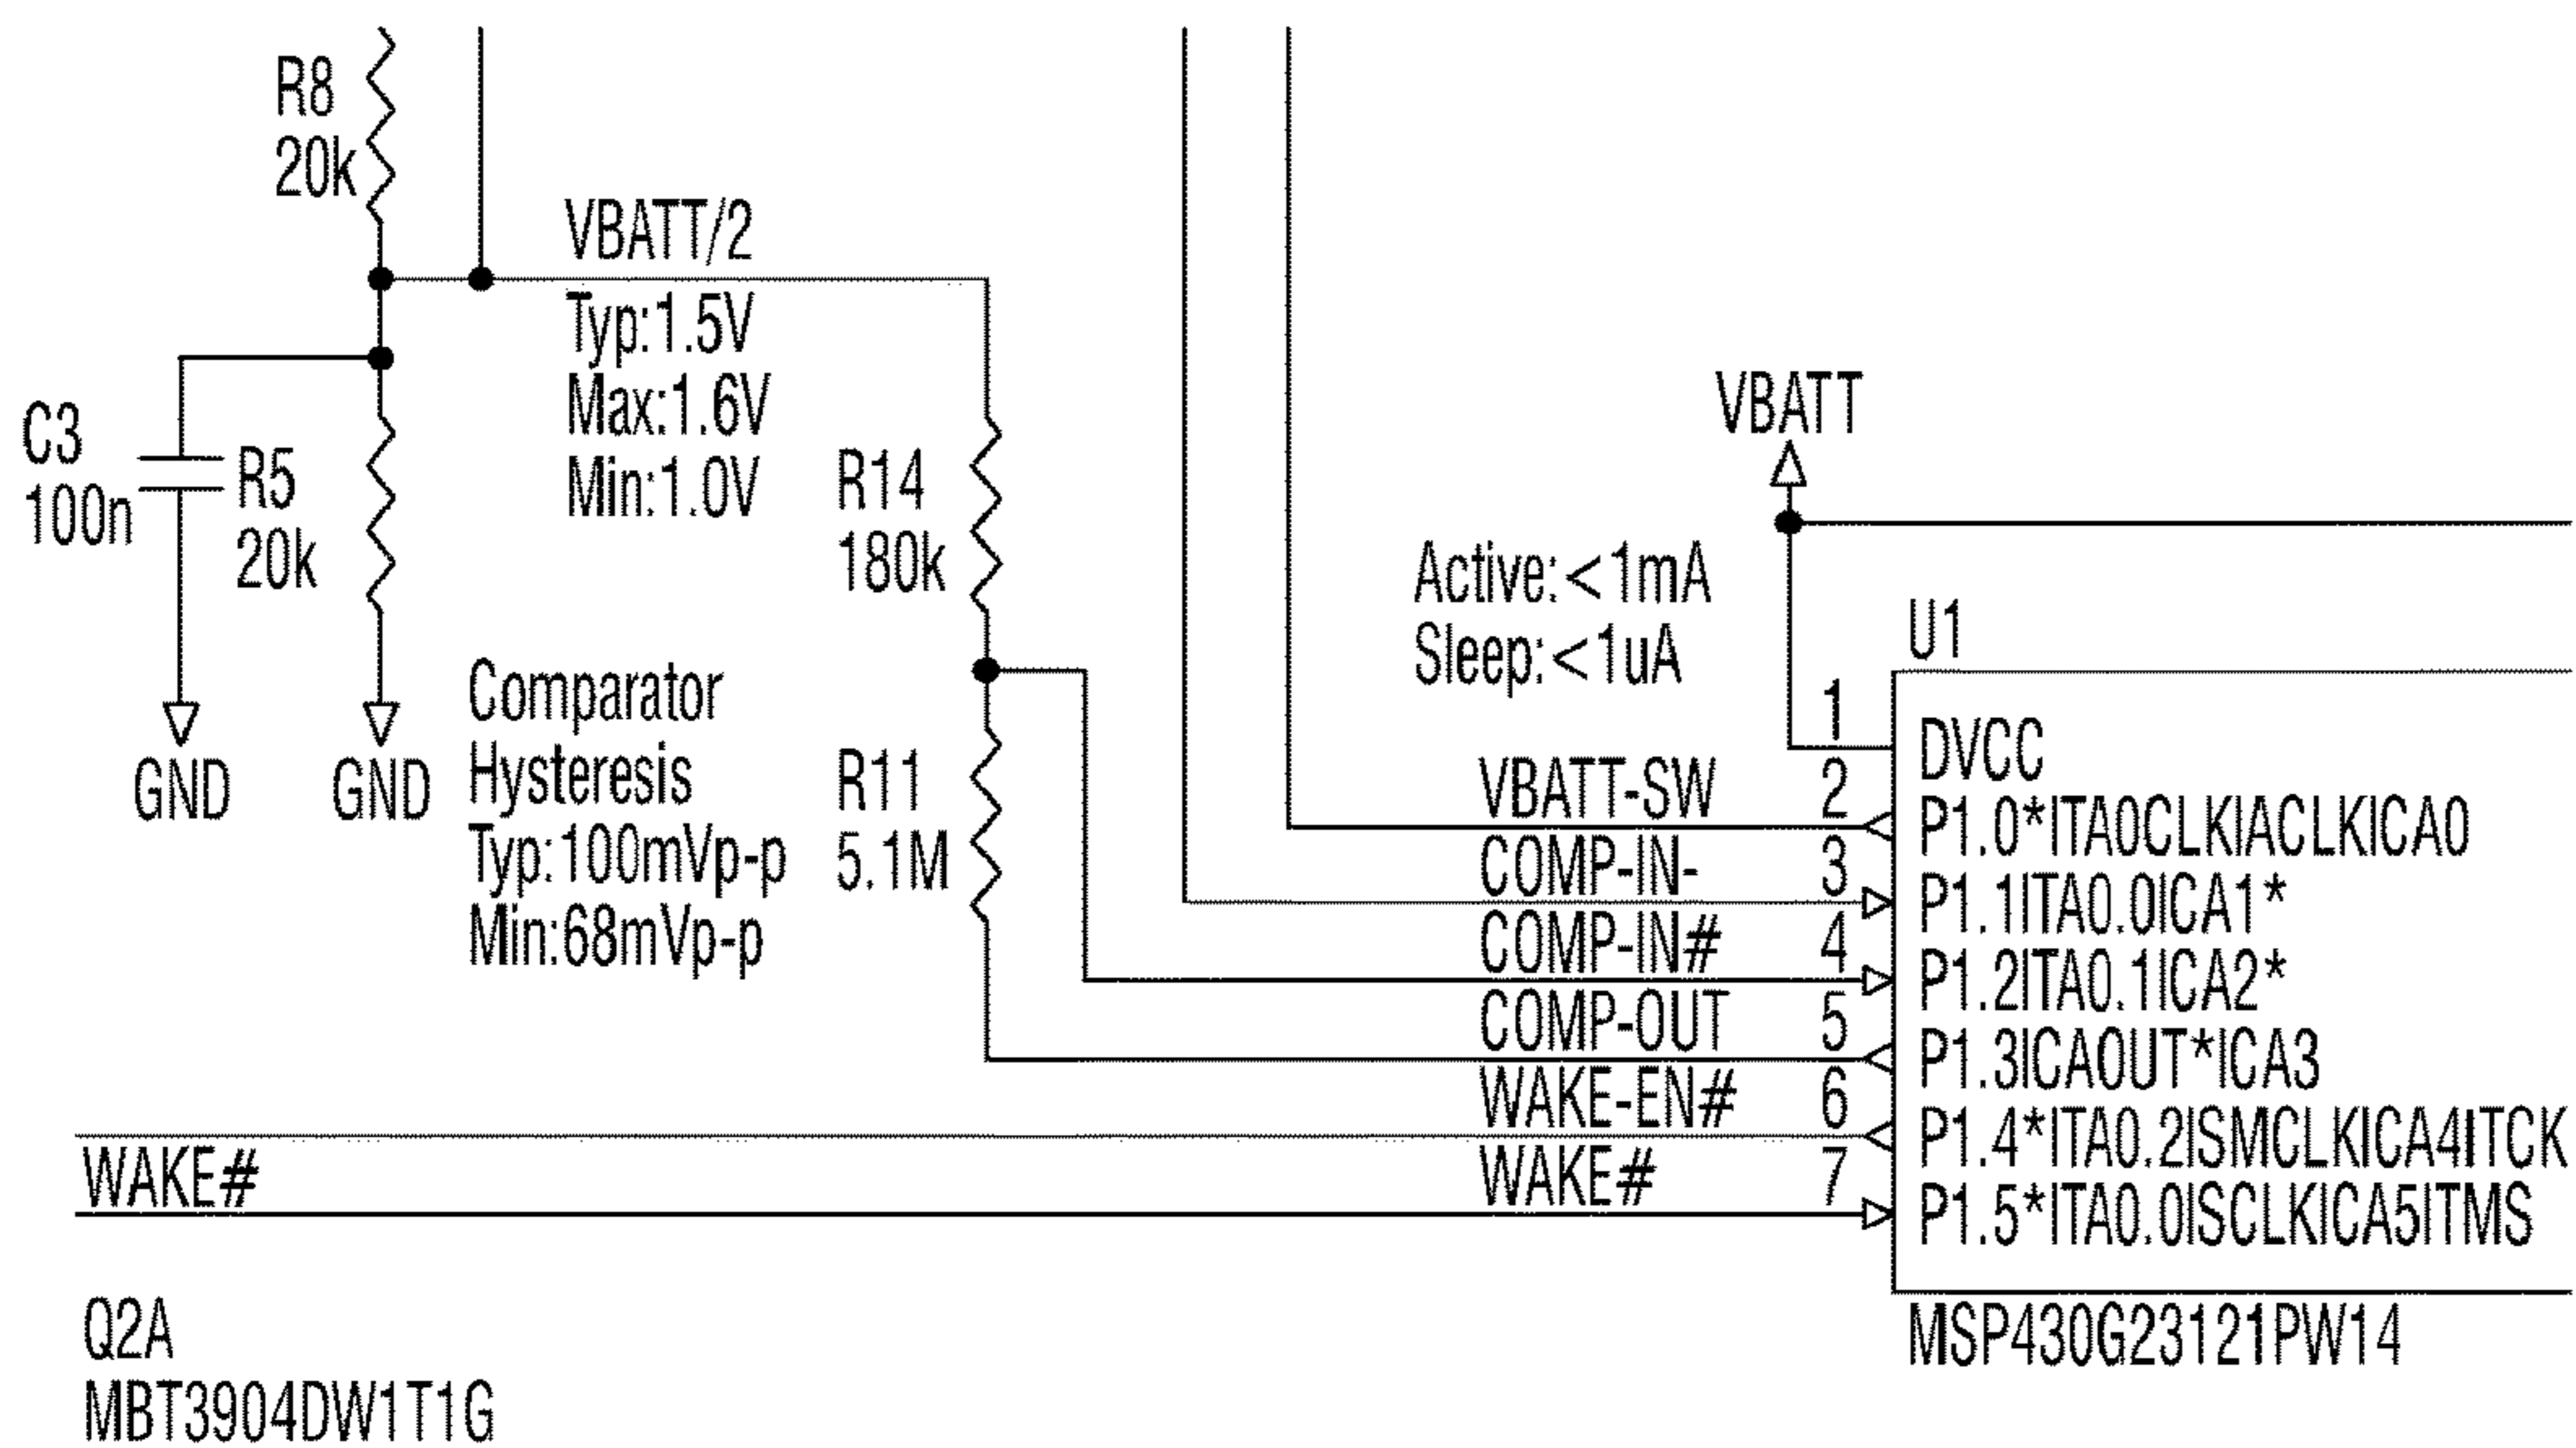 R8
20k
VBATT/2
Typ:1.5V
Max:1.6V
Min:1.0V
C3
100n
R5
20k
GND
GND
Comparator
Hysteresis
Typ:100mVp-p
Min:68mVp-p
R14
180k
R11
5.1M
VBATT
Active:<1mA
Sleep:<1uA
U1
1
DVCC
VBATT-SW
2
P1.0*ITA0CLKIACLKICA0
COMP-IN-
3
P1.1ITA0.0ICA1*
COMP-IN#
4
P1.2ITA0.1ICA2*
COMP-OUT
5
P1.3ICAOUT*ICA3
WAKE-EN#
6
P1.4*ITA0.2ISMCLKICA4ITCK
WAKE#
WAKE#
7
P1.5*ITA0.0ISCLKICA5ITMS
MSP430G23121PW14
Q2A
MBT3904DW1T1G